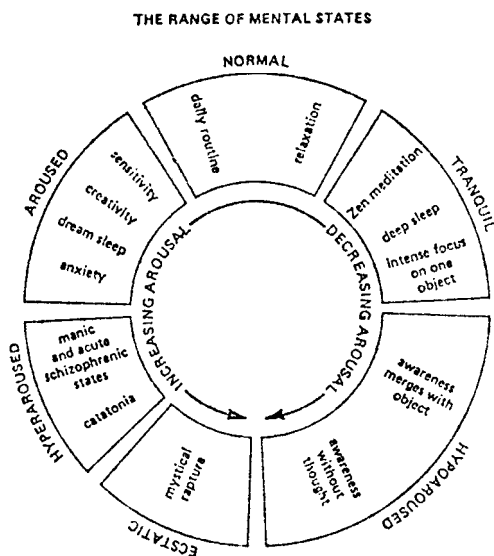 THE RANGE OF MENTAL STATES
NORMAL
daily routine
relaxation
AROUSED
sensitivity
creativity
dream sleep
anxiety
TRANQUIL
Zen meditation
deep sleep
intense focus
on one
object
INCREASING AROUSAL
DECREASING AROUSAL
HYPERAROUSED
manic
and acute
schizophrenic
states
catatonia
ECSTATIC
mystical
rapture
HYPOAROUSED
awareness
merges with
object
awareness
without
thought